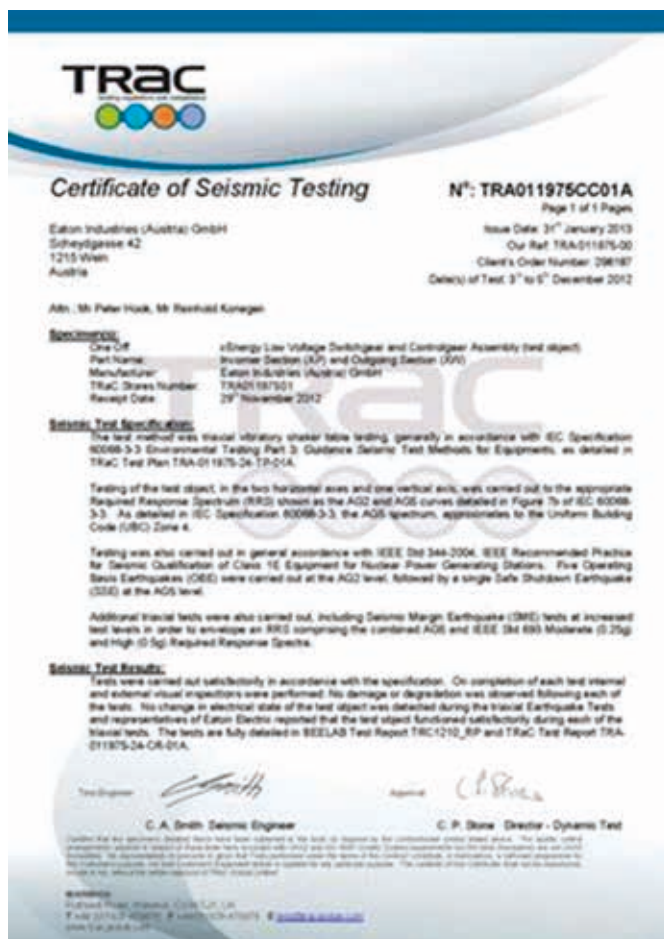 TRaC
Certificate of Seismic Testing
Nº: TRA011975CC01A
Page 1 of 1 Pages
Eaton Industries (Austria) GmbH
Scheydgasse 42
1215 Wein
Austria
Issue Date: 31st January 2013
Our Ref: TRA-011975-00
Client's Order Number:
Date(s) of Test: 3rd to 5th December 2012
Attn.: Mr Peter Hook, Mr Reinhold Konegen
Specimen(s):
One Off xEnergy Low Voltage Switchgear and Controlgear Assembly (test object)
Part Name: Incomer Section (XP) and Outgoing Section (XW)
Manufacturer: Eaton Industries (Austria) GmbH
TRaC Stores Number: TRA011975S1
Receipt Date: 29th November 2012
Seismic Test Specification:
The test method was triaxial vibratory shaker table testing, generally in accordance with IEC Specification
60068-3-3 Environmental Testing Part 3: Guidance Seismic Test Methods for Equipments, as detailed in
TRaC Test Plan TRA-011975-24-TP-01A.
Testing of the test object, in the two horizontal axes and one vertical axis, was carried out to the appropriate
Required Response Spectrum (RRS) shown as the AG2 and AG5 curves detailed in Figure 7b of IEC 60068-
3-3. As detailed in IEC Specification 60068-3-3, the AG5 spectrum, approximates to the Uniform Building
Code (UBC) Zone 4.
Testing was also carried out in general accordance with IEEE Std 344-2004, IEEE Recommended Practice
for Seismic Qualification of Class 1E Equipment for Nuclear Power Generating Stations. Five Operating
Basis Earthquakes (OBE) were carried out at the AG2 level, followed by a single Safe Shutdown Earthquake
(SSE) at the AG5 level.
Additional triaxial tests were also carried out, including Seismic Margin Earthquake (SME) tests at increased
test levels in order to envelope an RRS comprising the combined AG5 and IEEE Std 693 Moderate (0.25g)
and High (0.5g) Required Response Spectra.
Seismic Test Results:
Tests were carried out satisfactorily in accordance with the specification. On completion of each test internal
and external visual inspections were performed. No damage or degradation was observed following each of
the tests. No change in electrical state of the test object was detected during the triaxial Earthquake Tests
and representatives of Eaton Electric reported that the test object functioned satisfactorily during each of the
triaxial tests. The tests are fully detailed in BEELAB Test Report TRC1210_RP and TRaC Test Report TRA-
011975-24-CR-01A.
Test Engineer
Approval
C. A. Smith Seismic Engineer
C. P. Stone Director - Dynamic Test